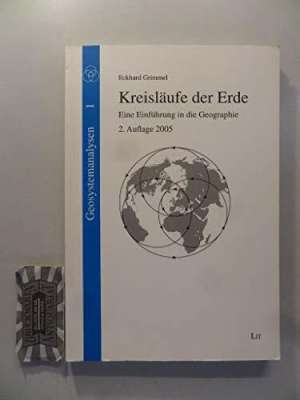 Eckhard Grimmel
Kreisläufe der Erde
Eine Einführung in die Geographie
2. Auflage 2005
Geosystemanalysen 1
LIT